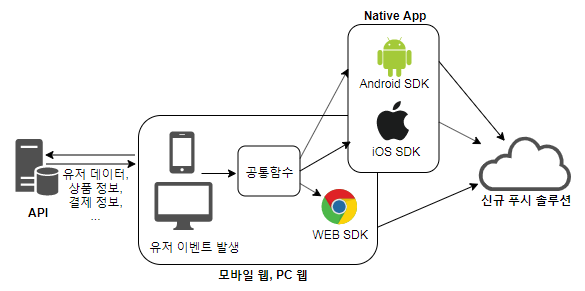 Native App
Android SDK
iOS SDK
유저 데이터,
상품 정보,
결제 정보,
...
API
공통함수
유저 이벤트 발생
WEB SDK
모바일 웹, PC 웹
신규 푸시 솔루션